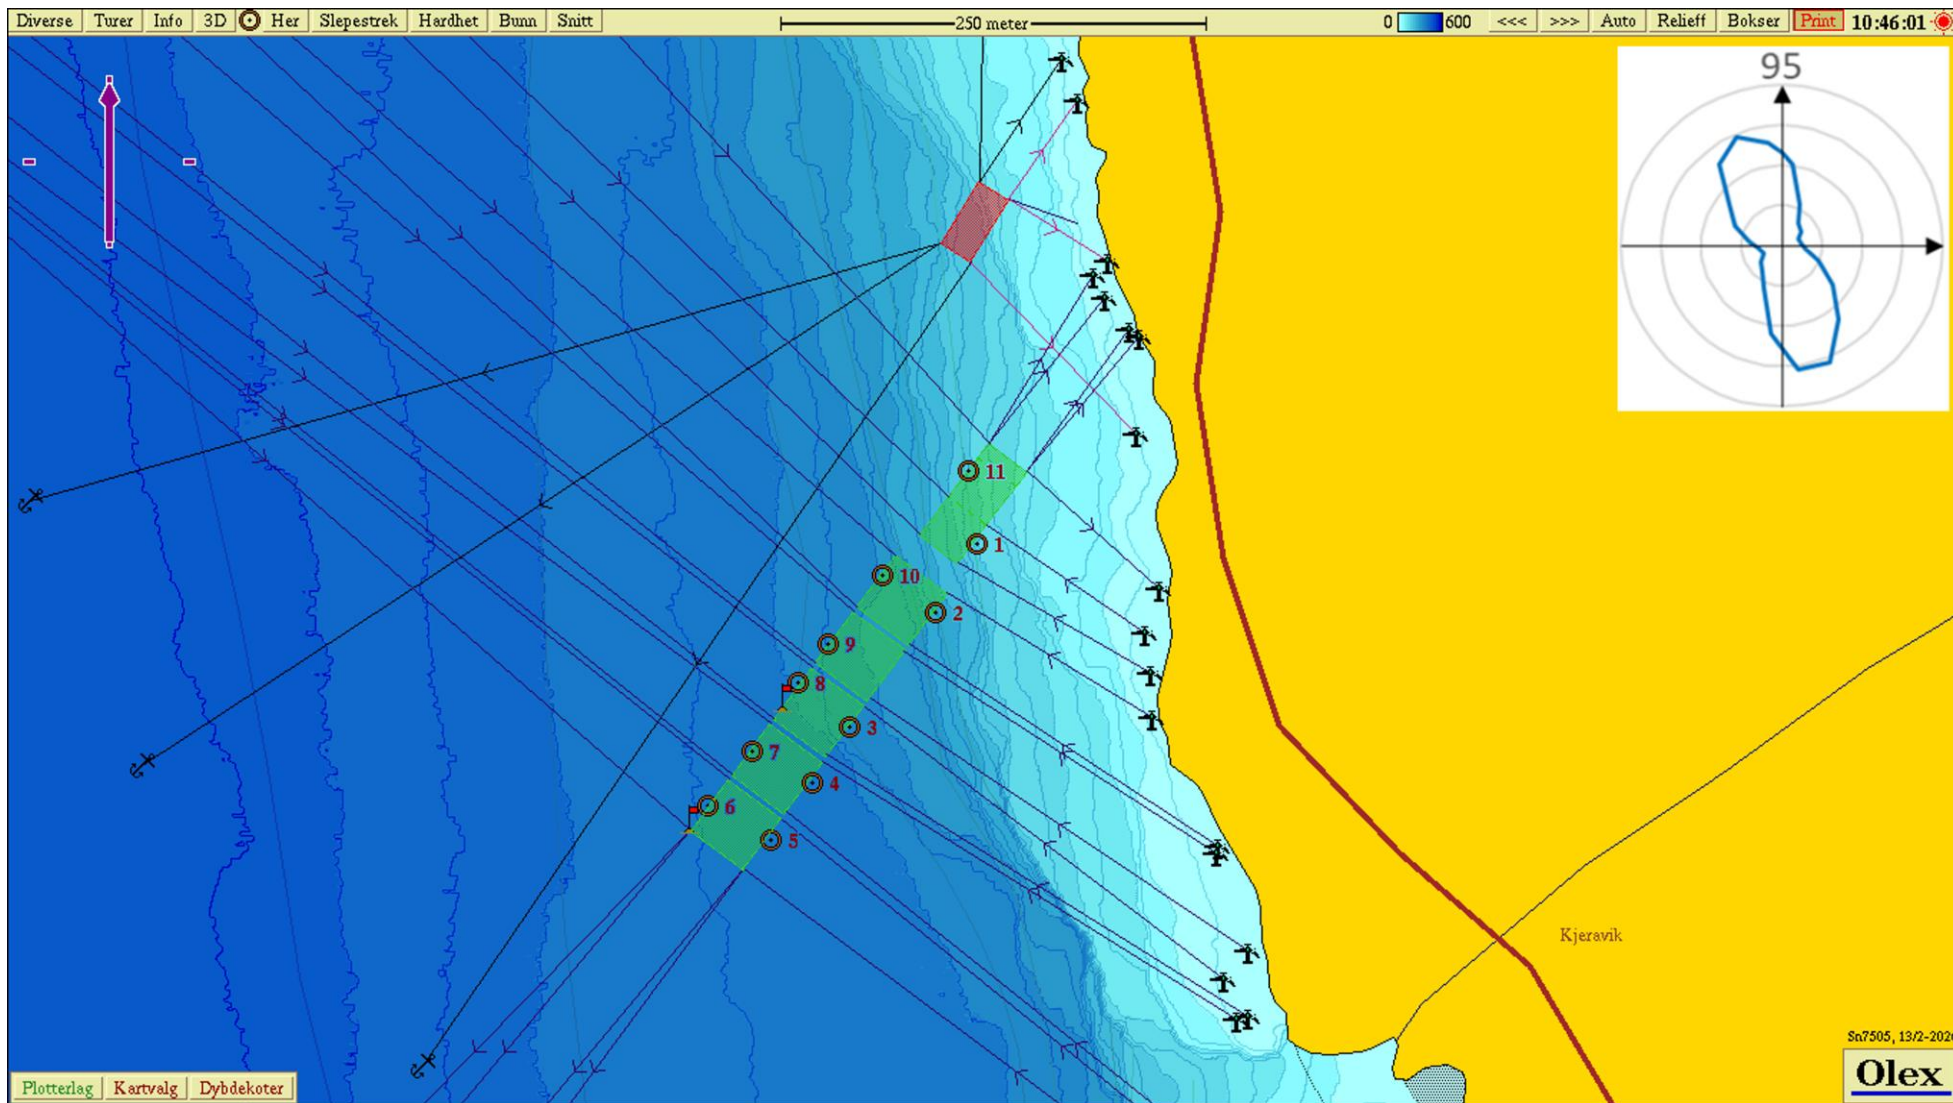 Diverse Turer Info 3D Her Slepestrek Hardhet Bunn Snitt 250 meter 0 600 <<< >>> Auto Relieff Bokser Print 10:46:01
95
11
1
10
2
9
8
3
7
4
6
5
Kjeravik
Sn7505, 13/2-202
Olex
Plotterlag Kartvalg Dybdekoter